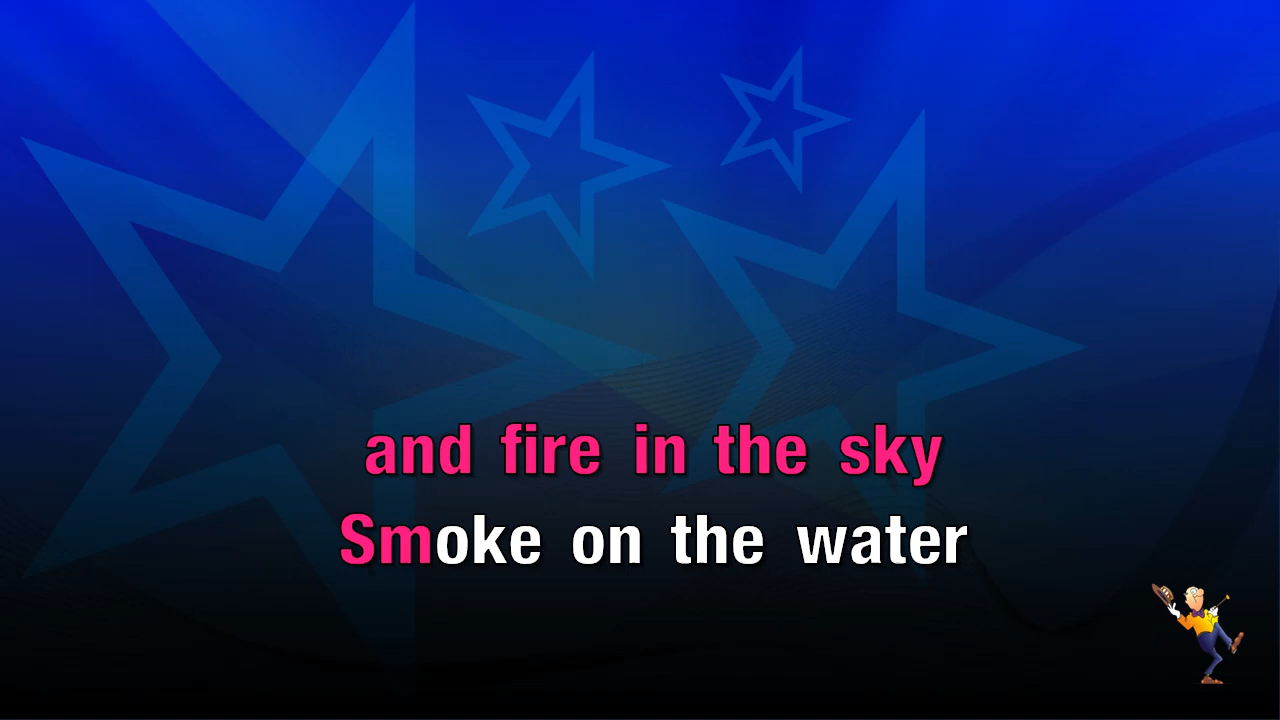 and fire in the sky
Smoke on the water